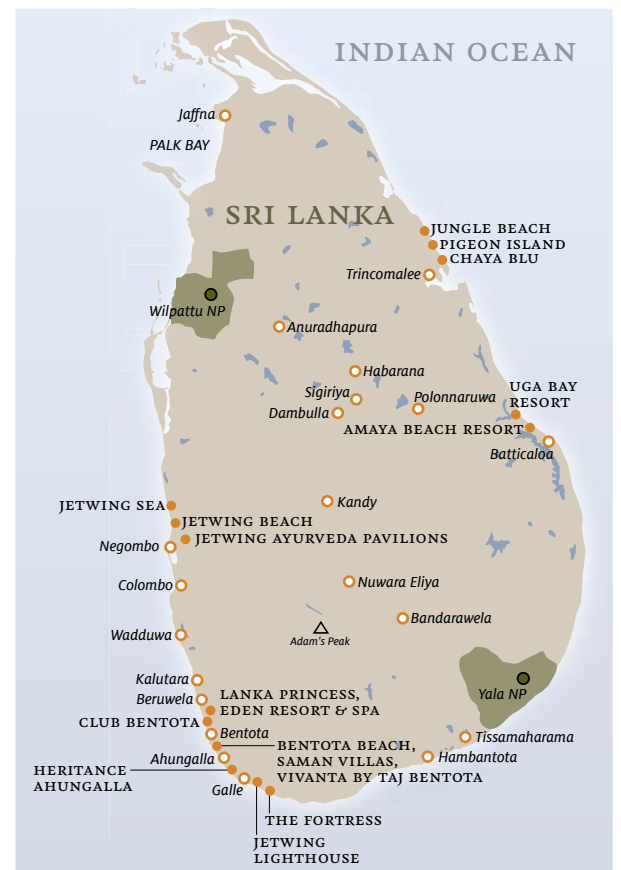 INDIAN OCEAN
Jaffna
PALK BAY
SRI LANKA
JUNGLE BEACH
PIGEON ISLAND
CHAYA BLU
Trincomalee
Wilpattu NP
Anuradhapura
Habarana
Sigiriya
Polonnaruwa
UGA BAY
RESORT
Dambulla
AMAYA BEACH RESORT
Batticaloa
JETWING SEA
Kandy
JETWING BEACH
JETWING AYURVEDA PAVILIONS
Negombo
Colombo
Nuwara Eliya
Bandarawela
Wadduwa
Adam's Peak
Kalutara
Beruwela
LANKA PRINCESS,
EDEN RESORT & SPA
Yala NP
CLUB BENTOTA
Bentota
Tissamaharama
BENTOTA BEACH,
SAMAN VILLAS,
VIVANTA BY TAJ BENTOTA
Hambantota
Ahungalla
HERITANCE
AHUNGALLA
Galle
THE FORTRESS
JETWING
LIGHTHOUSE